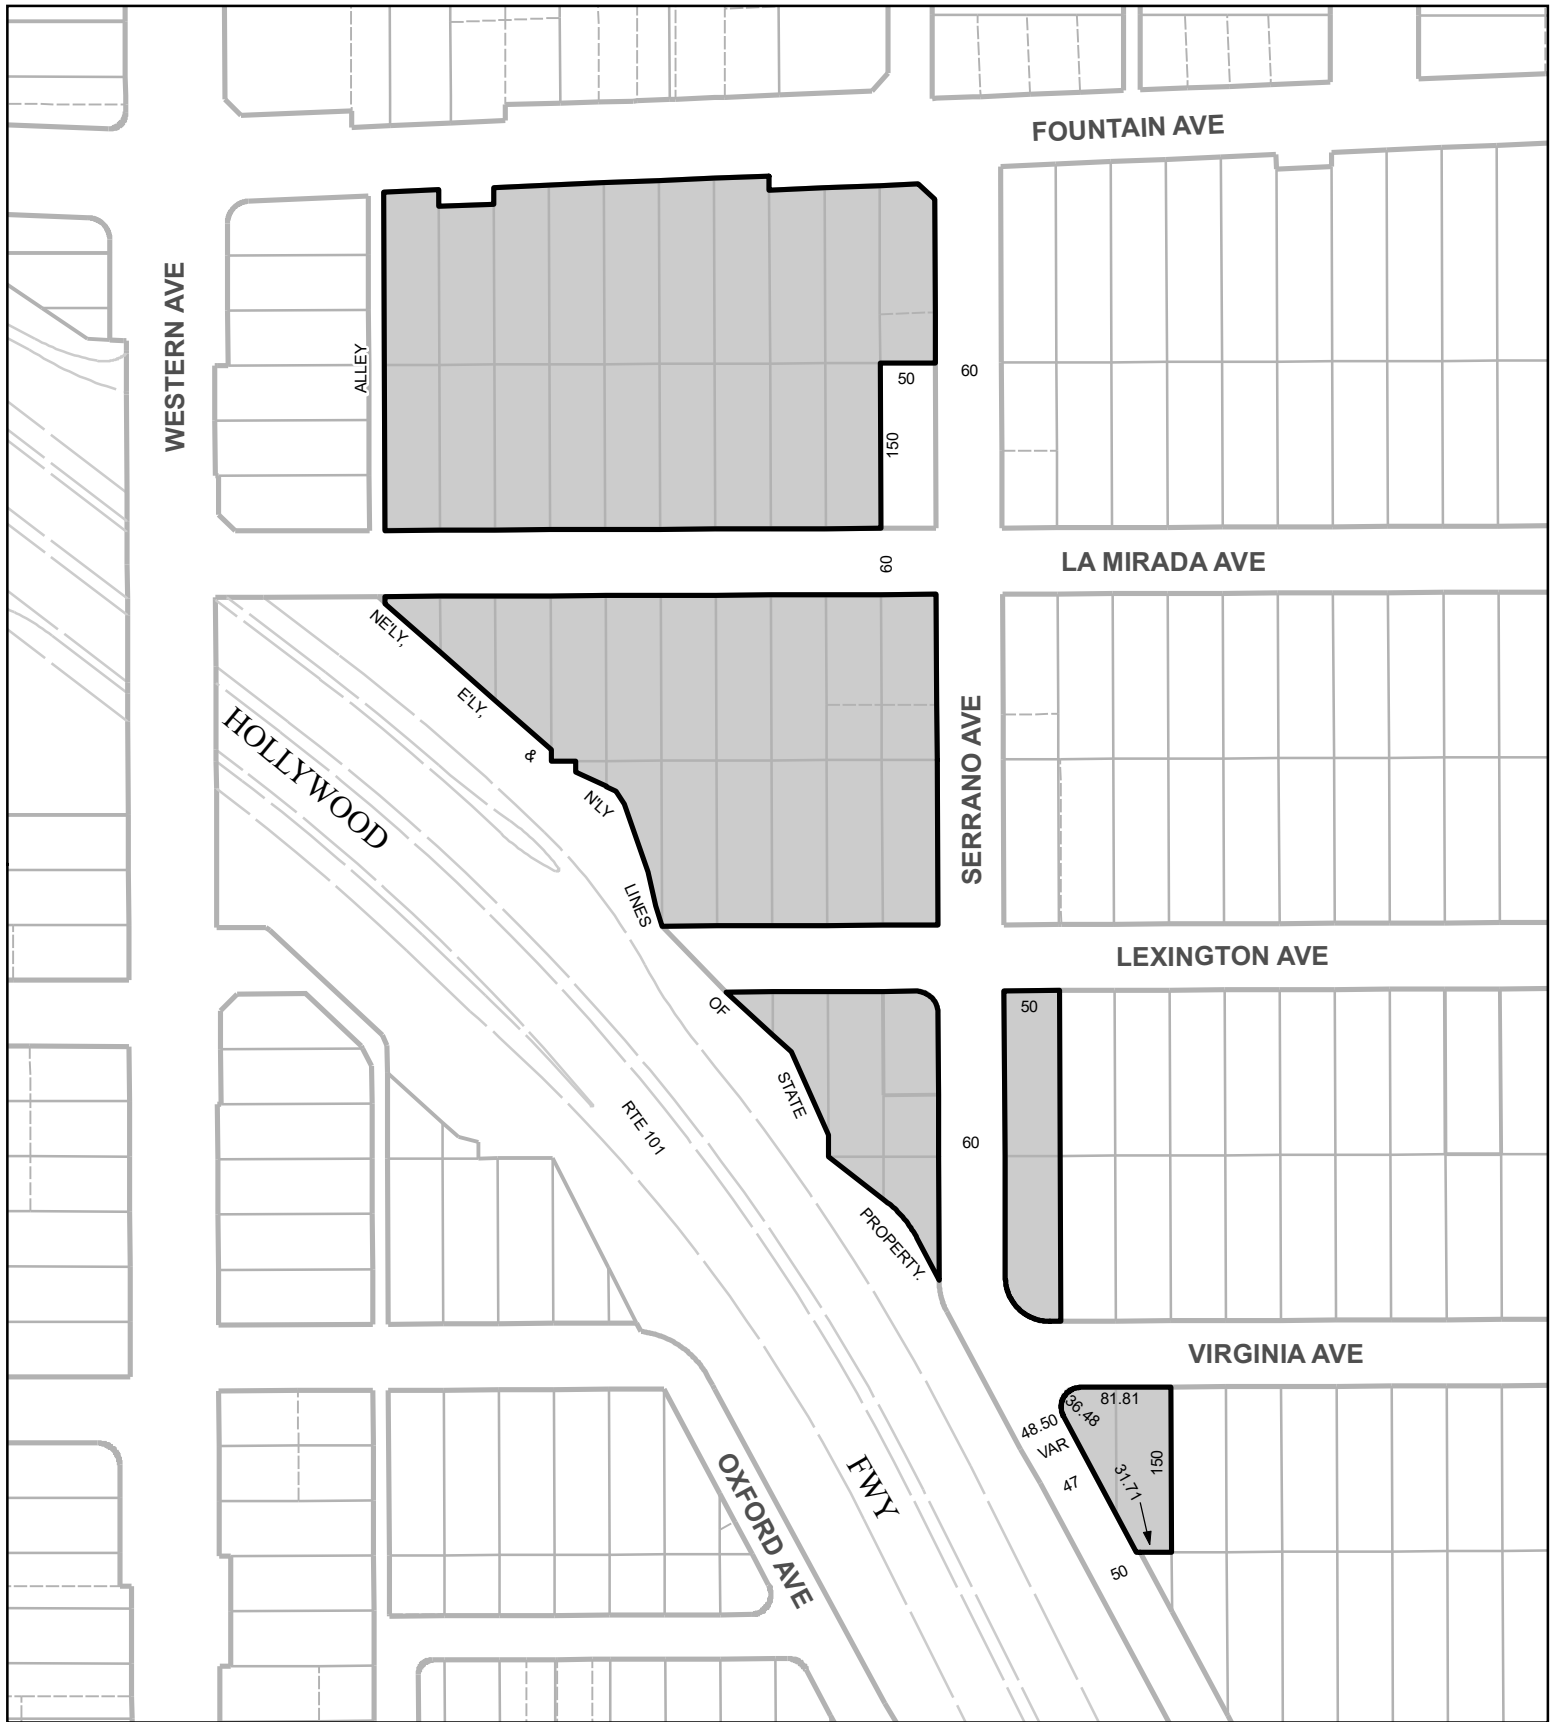 FOUNTAIN AVE
WESTERN AVE
ALLEY
50
60
150
60
LA MIRADA AVE
NE'LY,
E'LY,
&
N'LY
LINES
HOLLYWOOD
SERRANO AVE
LEXINGTON AVE
OF
50
STATE
RTE 101
60
PROPERTY.
VIRGINIA AVE
81.81
36.48
48.50
VAR
47
31.71
150
OXFORD AVE
FWY
50